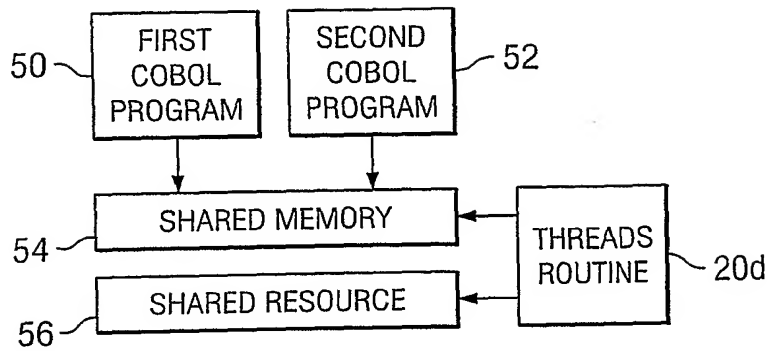 50
FIRST
COBOL
PROGRAM
SECOND
COBOL
PROGRAM
52
54
SHARED MEMORY
THREADS
ROUTINE
20d
56
SHARED RESOURCE